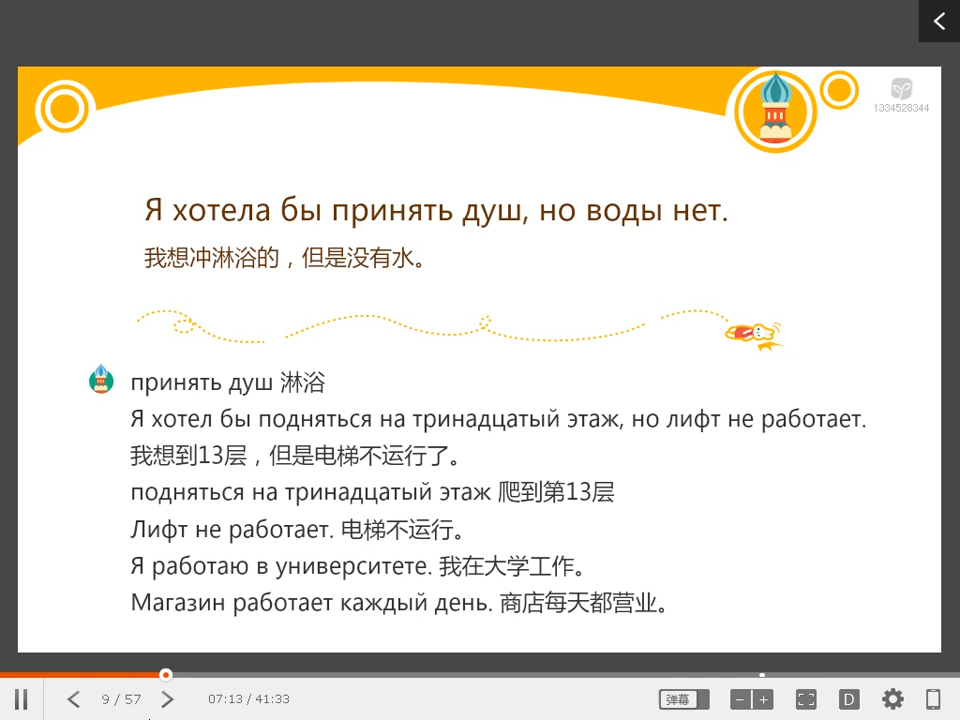 1334528344
Я хотела бы принять душ, но воды нет.
我想冲淋浴的，但是没有水。
принять душ 淋浴
Я хотел бы подняться на тринадцатый этаж, но лифт не работает.
我想到13层，但是电梯不运行了。
подняться на тринадцатый этаж 爬到第13层
Лифт не работает. 电梯不运行。
Я работаю в университете. 我在大学工作。
Магазин работает каждый день. 商店每天都营业。
9 / 57 07:13 / 41:33 弹幕 D